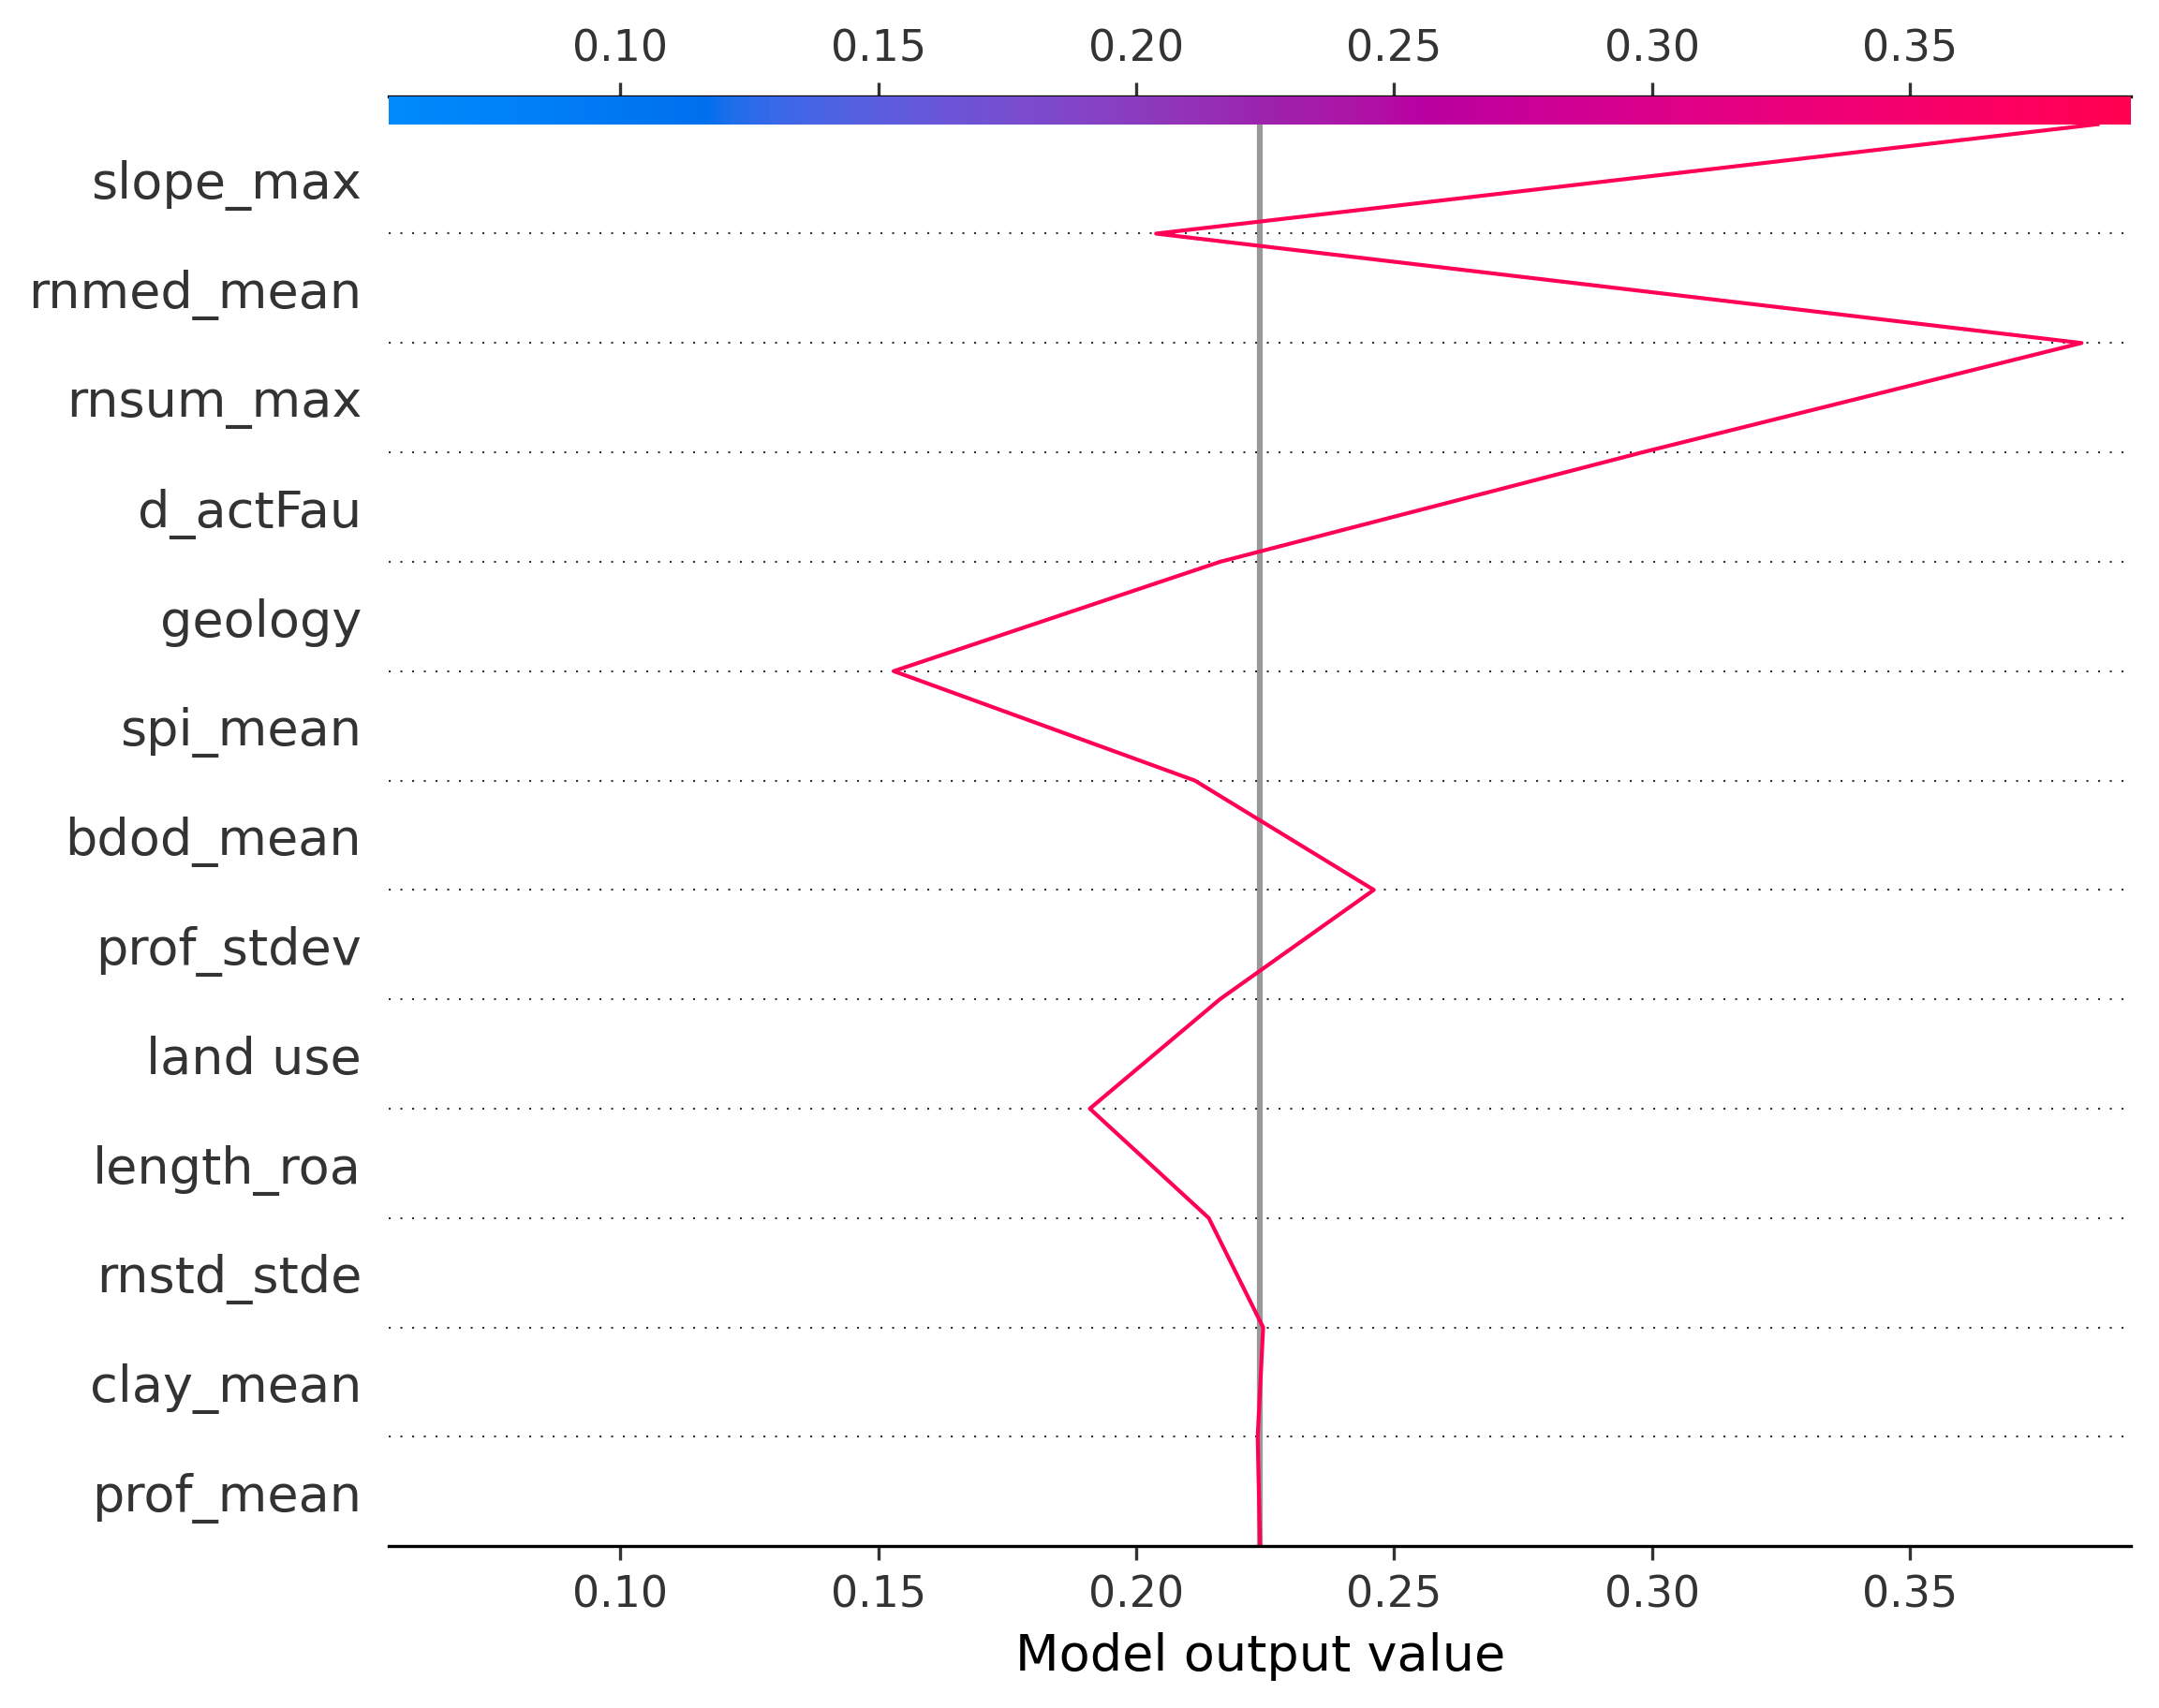 0.10 0.15 0.20 0.25 0.30 0.35
slope_max
rnmed_mean
rnsum_max
d_actFau
geology
spi_mean
bdod_mean
prof_stdev
land use
length_roa
rnstd_stde
clay_mean
prof_mean
0.10 0.15 0.20 0.25 0.30 0.35
Model output value